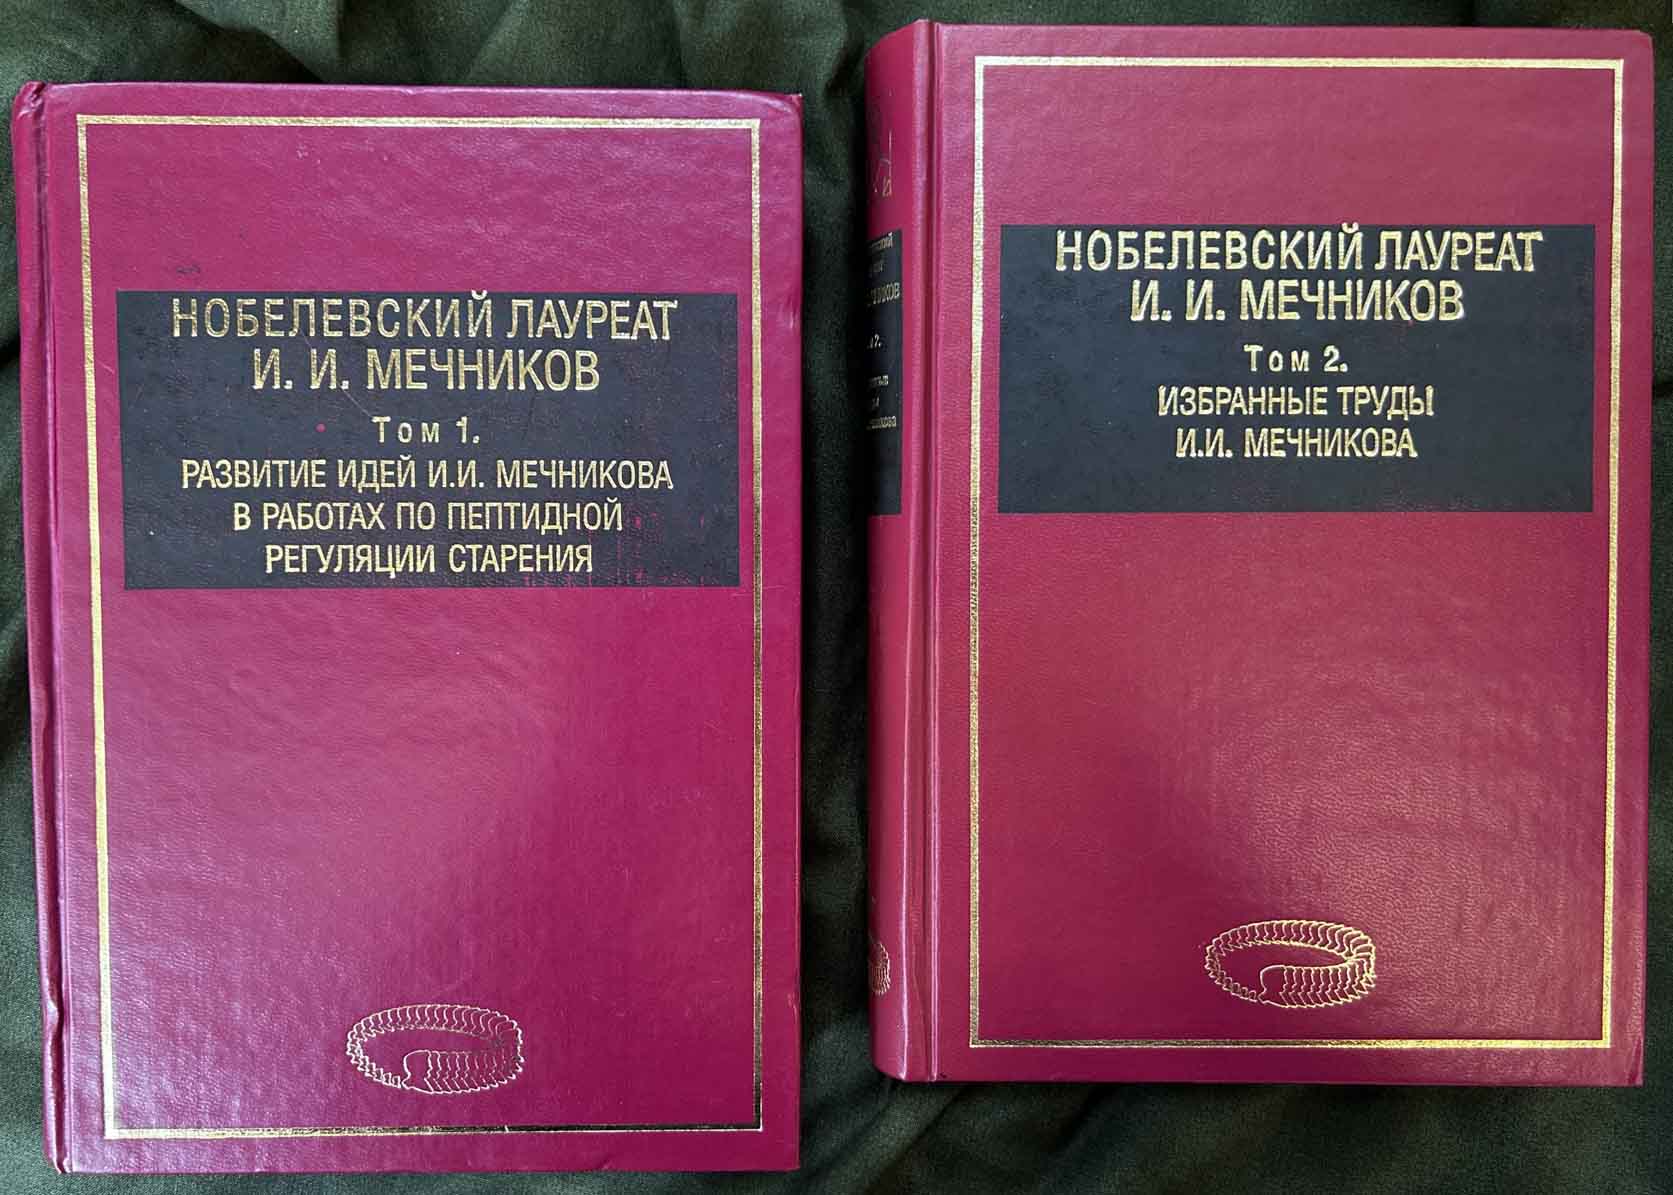 НОБЕЛЕВСКИЙ ЛАУРЕАТ
И. И. МЕЧНИКОВ
Том 1.
РАЗВИТИЕ ИДЕЙ И.И. МЕЧНИКОВА
В РАБОТАХ ПО ПЕПТИДНОЙ
РЕГУЛЯЦИИ СТАРЕНИЯ
НОБЕЛЕВСКИЙ ЛАУРЕАТ
И. И. МЕЧНИКОВ
Том 2.
ИЗБРАННЫЕ ТРУДЫ
И.И. МЕЧНИКОВА